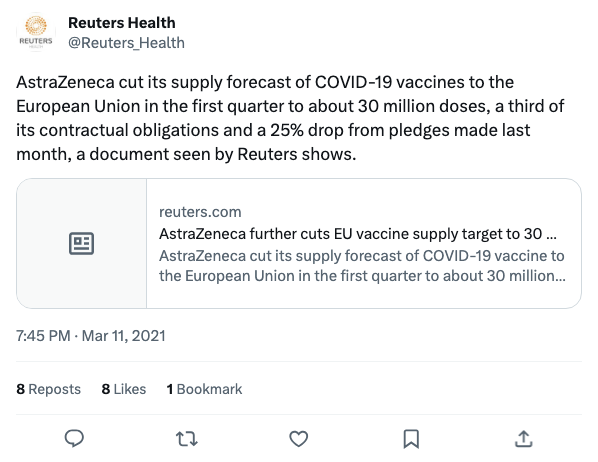 Reuters Health
REUTERS
HEALTH
@Reuters_Health
AstraZeneca cut its supply forecast of COVID-19 vaccines to the
European Union in the first quarter to about 30 million doses, a third of
its contractual obligations and a 25% drop from pledges made last
month, a document seen by Reuters shows.
reuters.com
AstraZeneca further cuts EU vaccine supply target to 30 ...
AstraZeneca cut its supply forecast of COVID-19 vaccine to
the European Union in the first quarter to about 30 million...
7:45 PM · Mar 11, 2021
8 Reposts 8 Likes 1 Bookmark